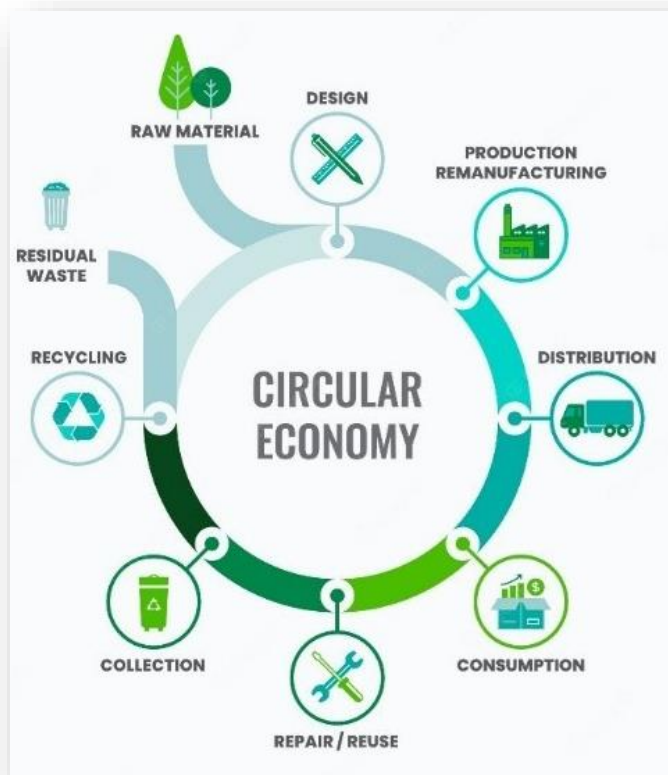 RAW MATERIAL
DESIGN
PRODUCTION
REMANUFACTURING
DISTRIBUTION
CONSUMPTION
REPAIR / REUSE
COLLECTION
RECYCLING
RESIDUAL
WASTE
CIRCULAR
ECONOMY
$